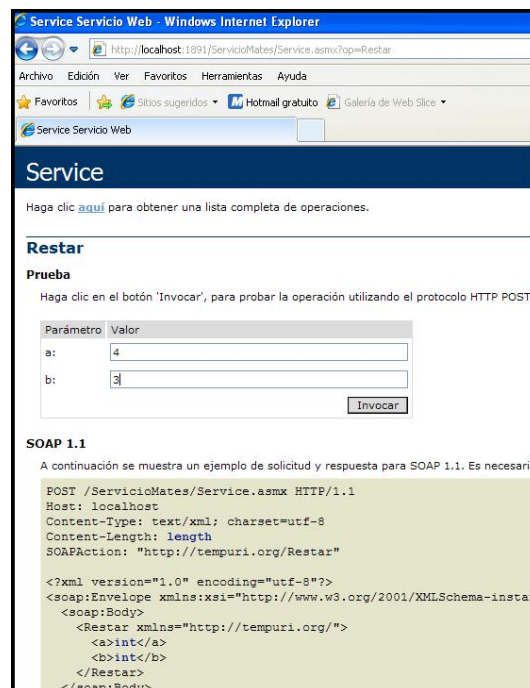 Service Servicio Web - Windows Internet Explorer
http://localhost:1891/ServicioMates/Service.asmx?op=Restar
Archivo Edición Ver Favoritos Herramientas Ayuda
Favoritos Sitios sugeridos Hotmail gratuito Galería de Web Slice
Service Servicio Web
Service
Haga clic aquí para obtener una lista completa de operaciones.
Restar
Prueba
Haga clic en el botón 'Invocar', para probar la operación utilizando el protocolo HTTP POST
Parámetro Valor
a: 4
b: 3
Invocar
SOAP 1.1
A continuación se muestra un ejemplo de solicitud y respuesta para SOAP 1.1. Es necesari
POST /ServicioMates/Service.asmx HTTP/1.1
Host: localhost
Content-Type: text/xml; charset=utf-8
Content-Length: length
SOAPAction: "http://tempuri.org/Restar"
<?xml version="1.0" encoding="utf-8"?>
<soap:Envelope xmlns:xsi="http://www.w3.org/2001/XMLSchema-insta
<soap:Body>
<Restar xmlns="http://tempuri.org/">
<a>int</a>
<b>int</b>
</Restar>
</soap:Body>